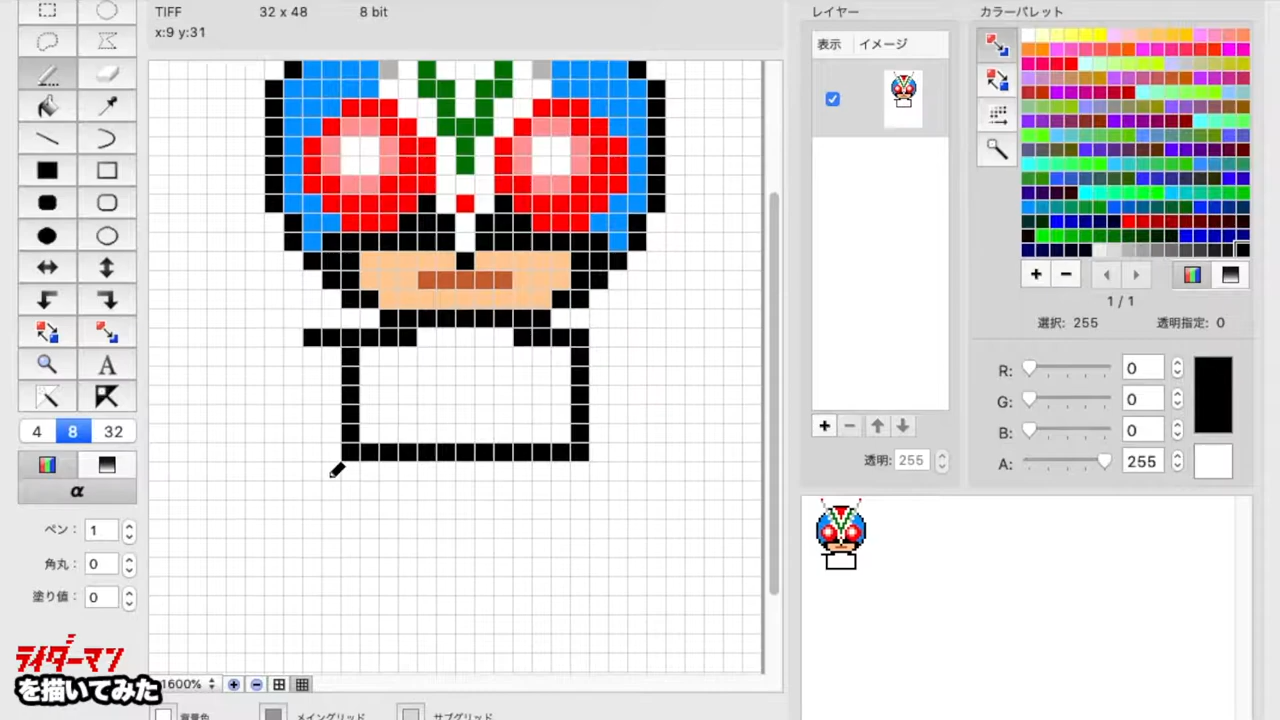 TIFF 32 x 48 8 bit
x:9 y:31
レイヤー
表示 イメージ
カラーパレット
1 / 1
選択: 255 透明指定: 0
R: 0
G: 0
B: 0
A: 255
透明: 255
A
4 8 32
α
ペン: 1
角丸: 0
塗り値: 0
1600%
背景色 メイングリッド サブグリッド
ライダーマン
を描いてみた